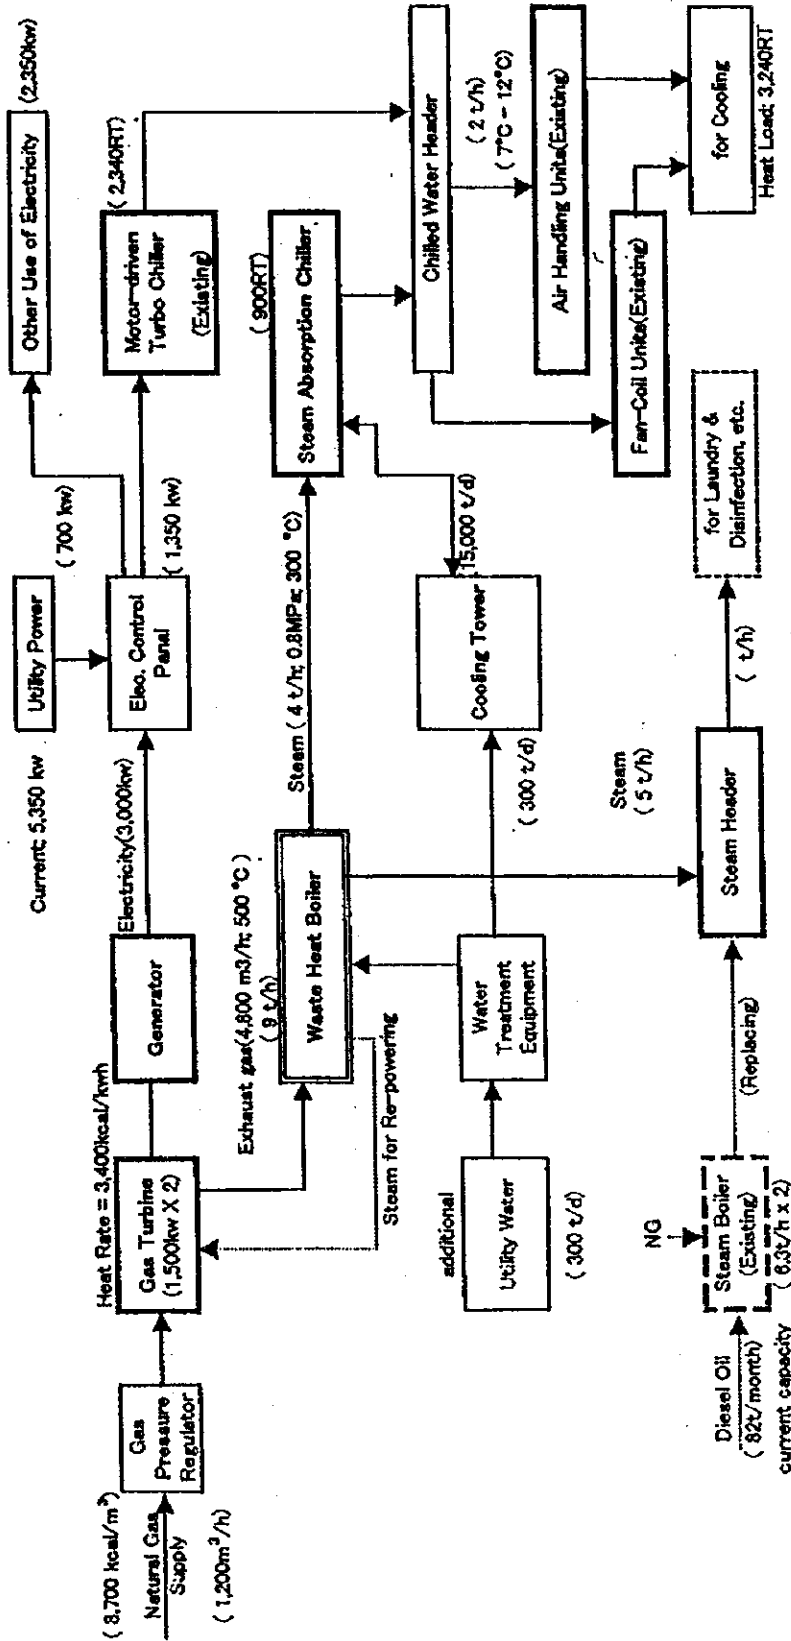 ( 8,700 kcal/m³)
Natural Gas
Supply
( 1,200m³/h)
Gas
Pressure
Regulator
Heat Rate = 3,400kcal/kwh
Gas Turbine
(1,500kw X 2)
Generator
Electricity(3,000kw)
Current; 5,350 kw
Utility Power
Elec. Control
Panal
( 700 kw)
( 1,350 kw)
Other Use of Electricity
(2,350kw)
Motor-driven
Turbo Chiller
(Existing)
( 2,340RT)
Exhaust gas(4,800 m3/h; 500 °C )
( 9 t/h)
Waste Heat Boiler
Steam for Re-powering
Steam ( 4 t/h; 0.8MPa; 300 °C)
( 900RT)
Steam Absorption Chiller
additional
Utility Water
( 300 t/d)
Water
Treatment
Equipment
( 300 t/d)
Cooling Tower
(15,000 t/d)
Chilled Water Header
( 2 t/h)
( 7°C - 12°C)
Air Handling Units(Existing)
Fan-Coil Units(Existing)
for Cooling
Heat Load; 3,240RT
Diesel Oil
( 82t/month)
current capacity
NG
Steam Boiler
(Existing)
( 6.3t/h x 2)
(Replacing)
Steam
( 5 t/h)
Steam Header
( t/h)
for Laundry &
Disinfection, etc.